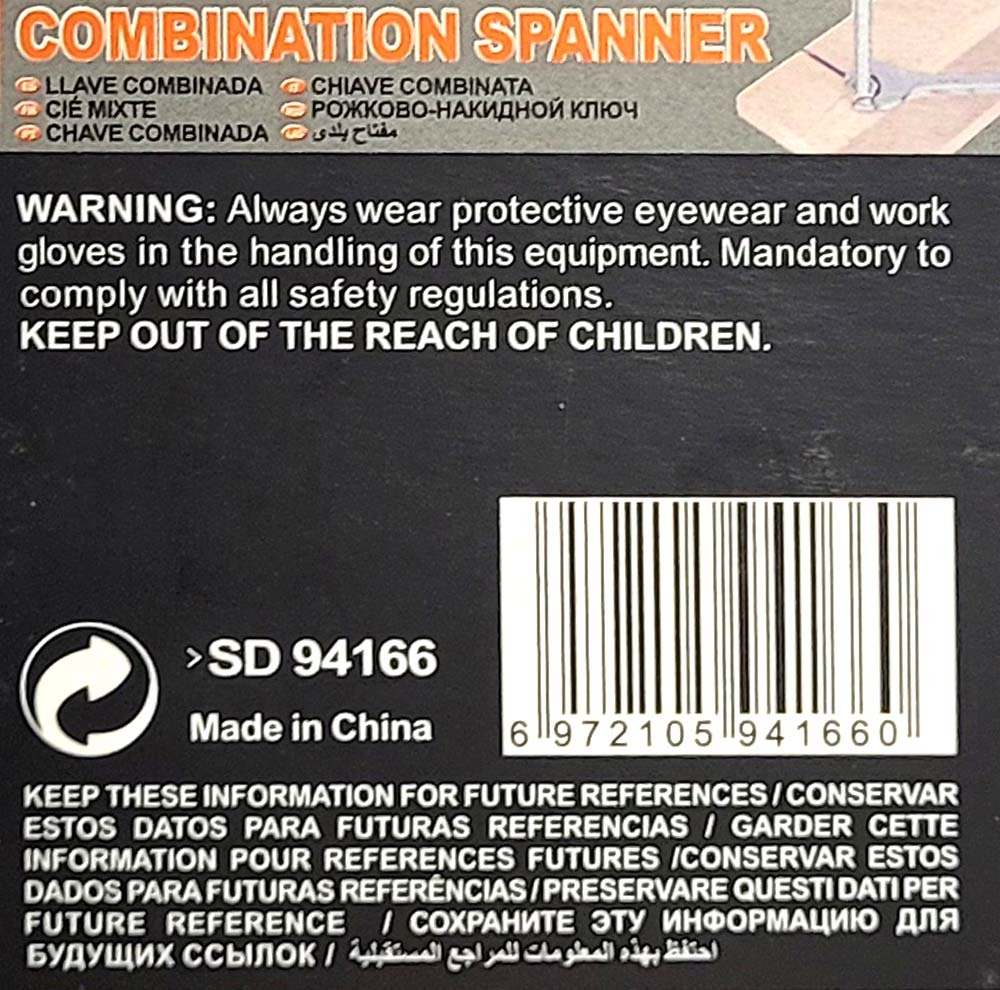 COMBINATION SPANNER
LLAVE COMBINADA CHIAVE COMBINATA
CIÉ MIXTE РОЖКОВО-НАКИДНОЙ КЛЮЧ
CHAVE COMBINADA مفتاح بلدى
WARNING: Always wear protective eyewear and work
gloves in the handling of this equipment. Mandatory to
comply with all safety regulations.
KEEP OUT OF THE REACH OF CHILDREN.
>SD 94166
Made in China
6 972105 941660
KEEP THESE INFORMATION FOR FUTURE REFERENCES / CONSERVAR
ESTOS DATOS PARA FUTURAS REFERENCIAS / GARDER CETTE
INFORMATION POUR REFERENCES FUTURES /CONSERVAR ESTOS
DADOS PARA FUTURAS REFERÊNCIAS / PRESERVARE QUESTI DATI PER
FUTURE REFERENCE / СОХРАНИТЕ ЭТУ ИНФОРМАЦИЮ ДЛЯ
БУДУЩИХ ССЫЛОК / احتفظ بهذه المعلومات للمراجع المستقبلية